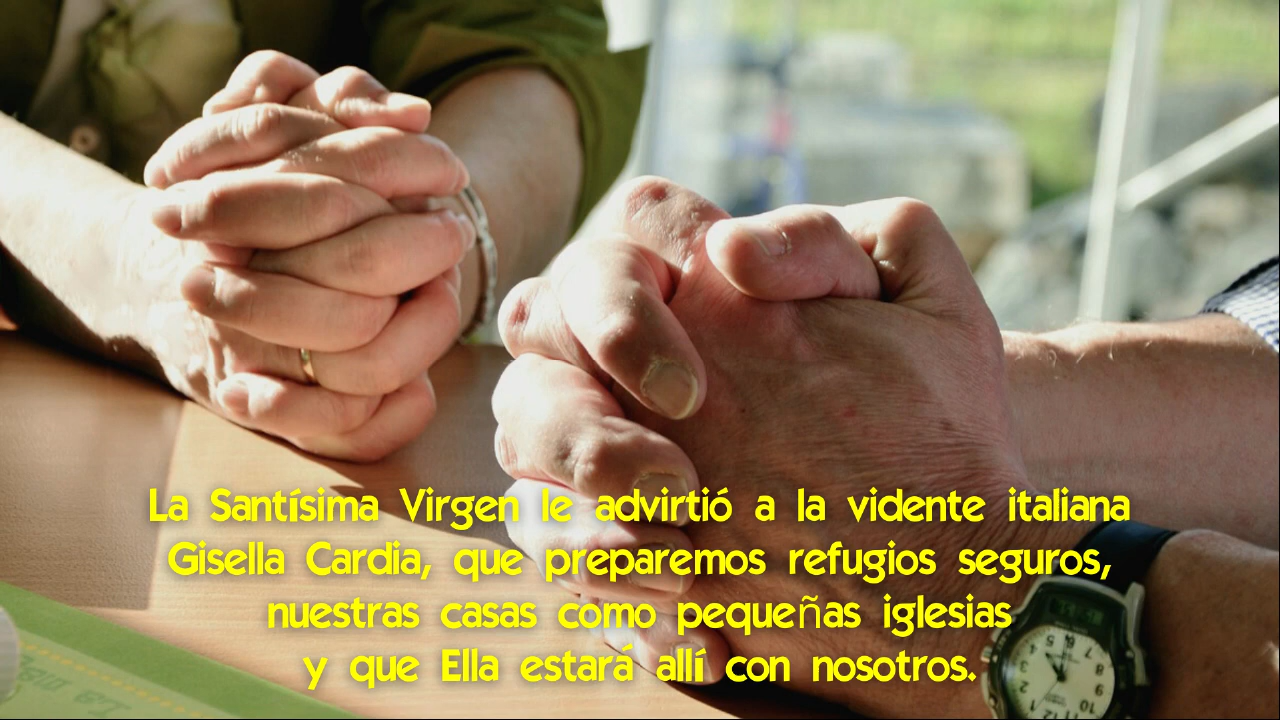 La Santísima Virgen le advirtió a la vidente italiana
Gisella Cardia, que preparemos refugios seguros,
nuestras casas como pequeñas iglesias
y que Ella estará allí con nosotros.